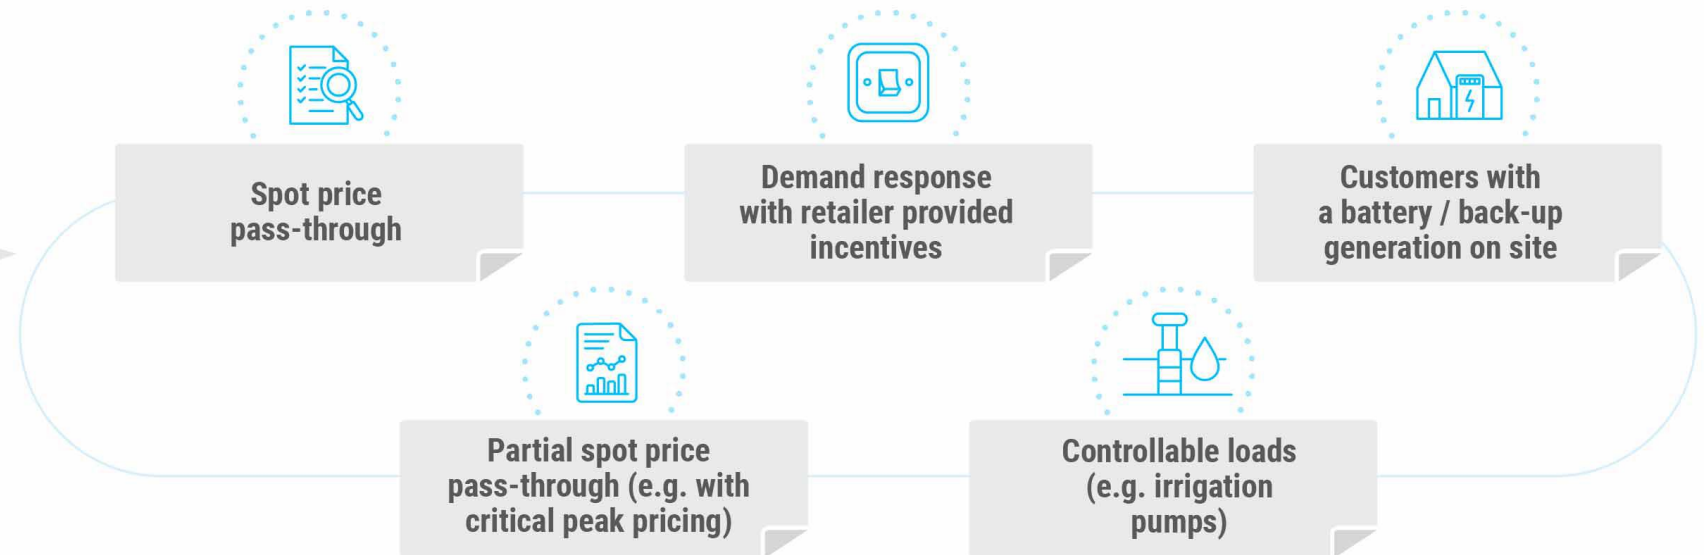 Spot price
pass-through
Demand response
with retailer provided
incentives
Customers with
a battery / back-up
generation on site
Partial spot price
pass-through (e.g. with
critical peak pricing)
Controllable loads
(e.g. irrigation
pumps)